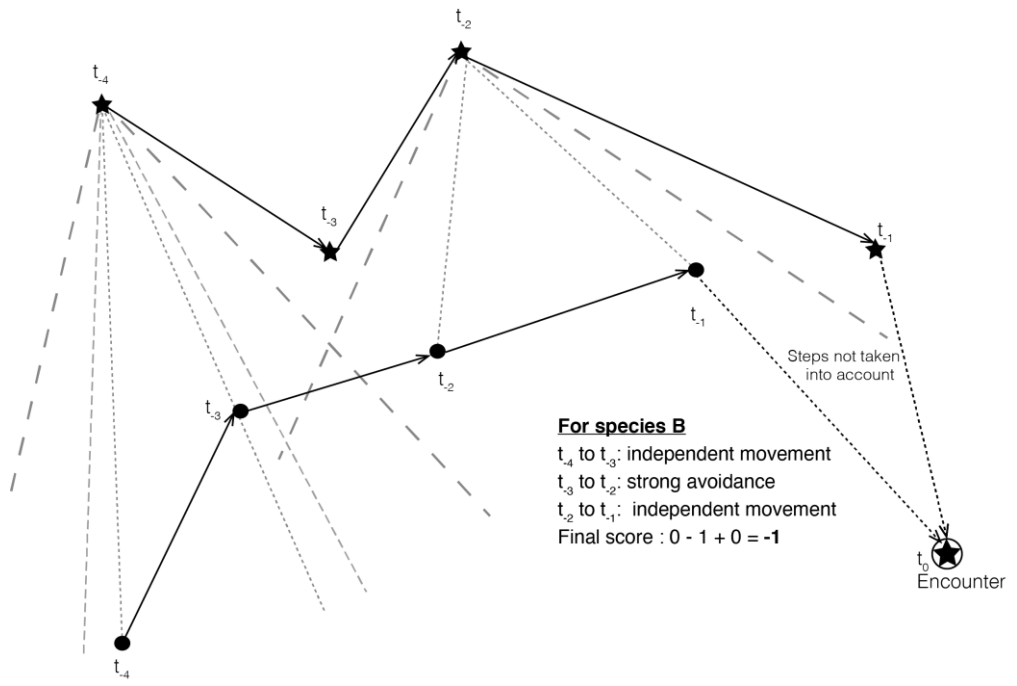 t-2
t-4
t-3
t-1
t-1
Steps not taken
into account
t-2
t-3
For species B
t-4 to t-3: independent movement
t-3 to t-2: strong avoidance
t-2 to t-1: independent movement
Final score : 0 - 1 + 0 = -1
t0
Encounter
t-4